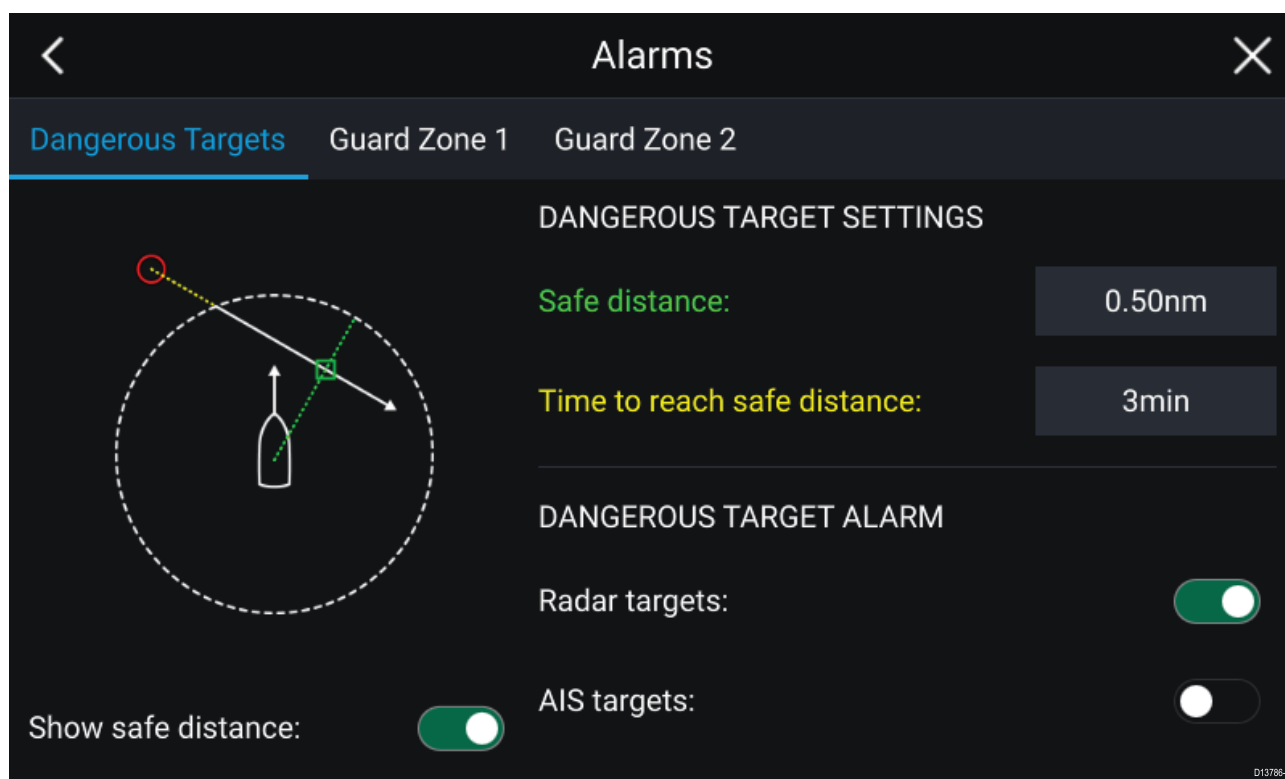 Alarms
Dangerous Targets Guard Zone 1 Guard Zone 2
DANGEROUS TARGET SETTINGS
Safe distance: 0.50nm
Time to reach safe distance: 3min
DANGEROUS TARGET ALARM
Radar targets:
AIS targets:
Show safe distance: